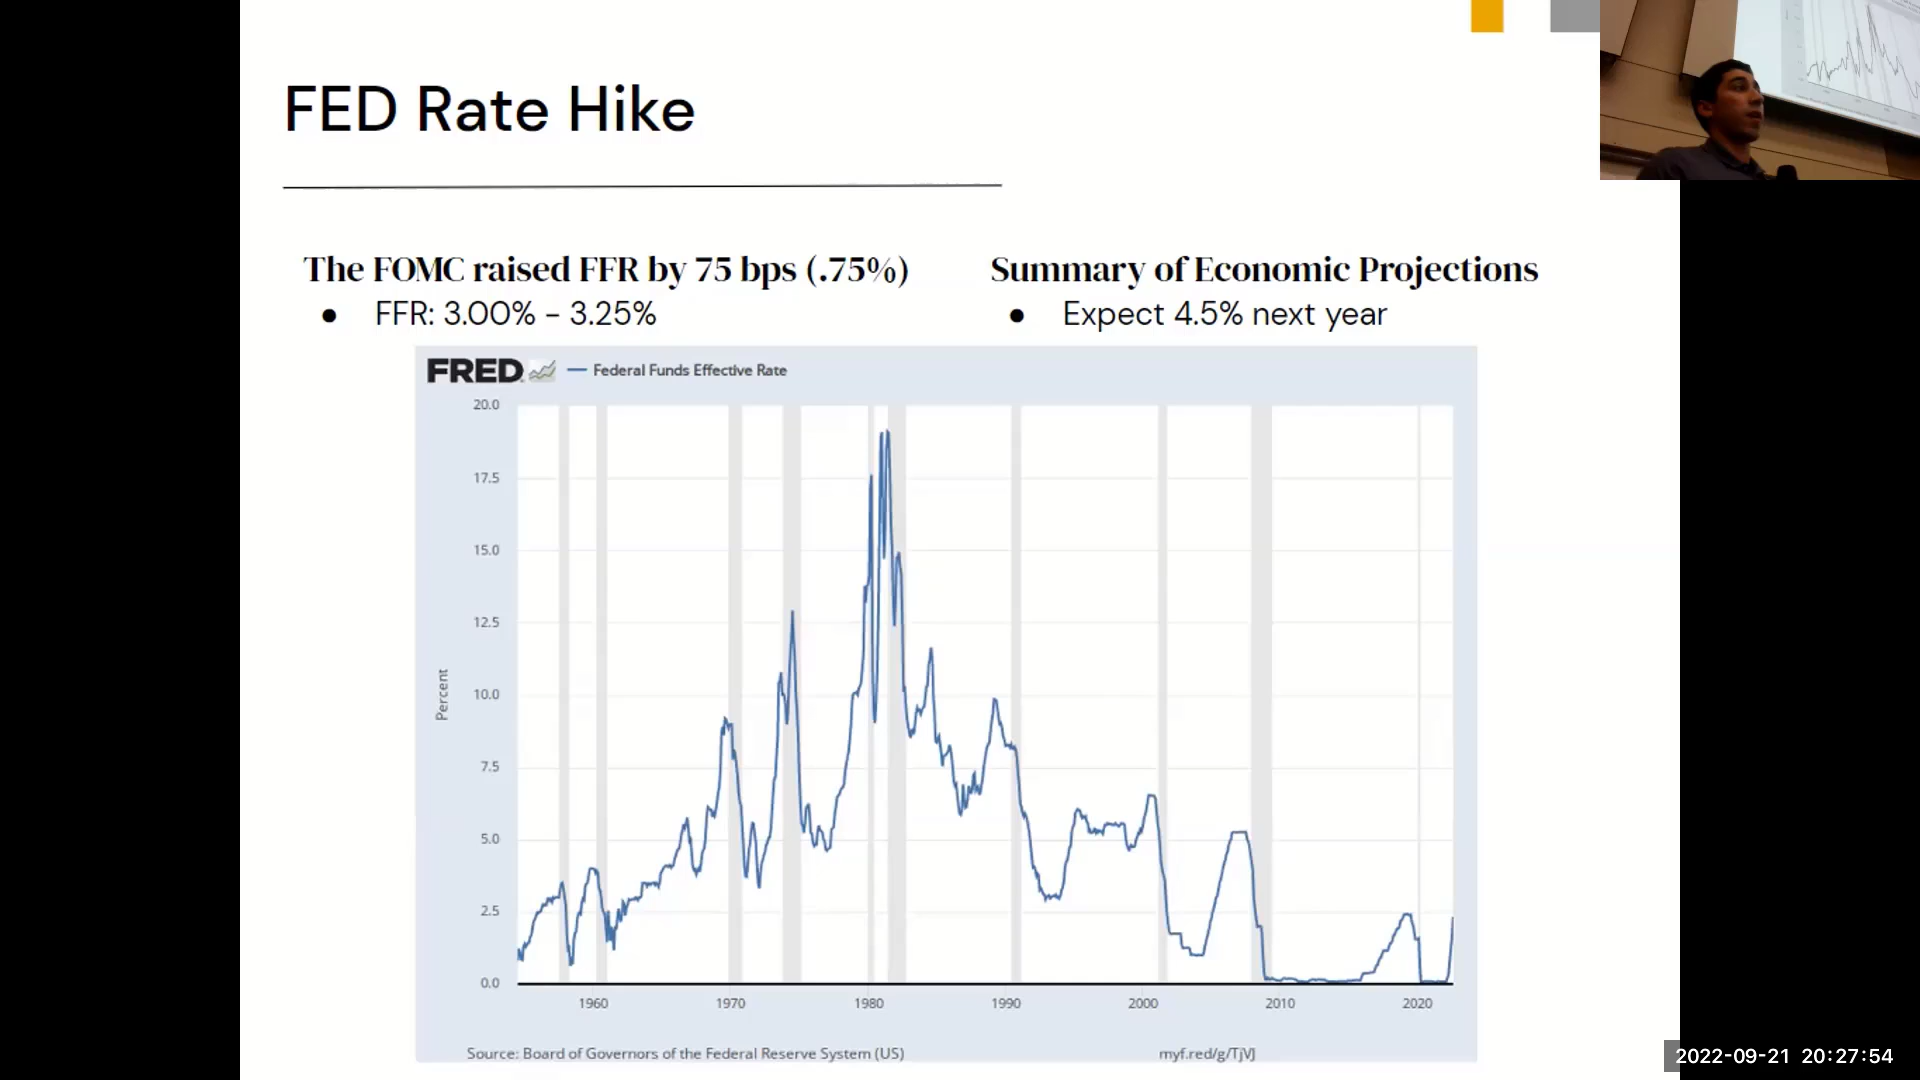 FED Rate Hike
The FOMC raised FFR by 75 bps (.75%)
● FFR: 3.00% – 3.25%
Summary of Economic Projections
● Expect 4.5% next year
FRED Federal Funds Effective Rate
20.0
17.5
15.0
12.5
10.0
7.5
5.0
2.5
0.0
Percent
1960 1970 1980 1990 2000 2010 2020
Source: Board of Governors of the Federal Reserve System (US) myf.red/g/TjVJ
2022-09-21 20:27:54